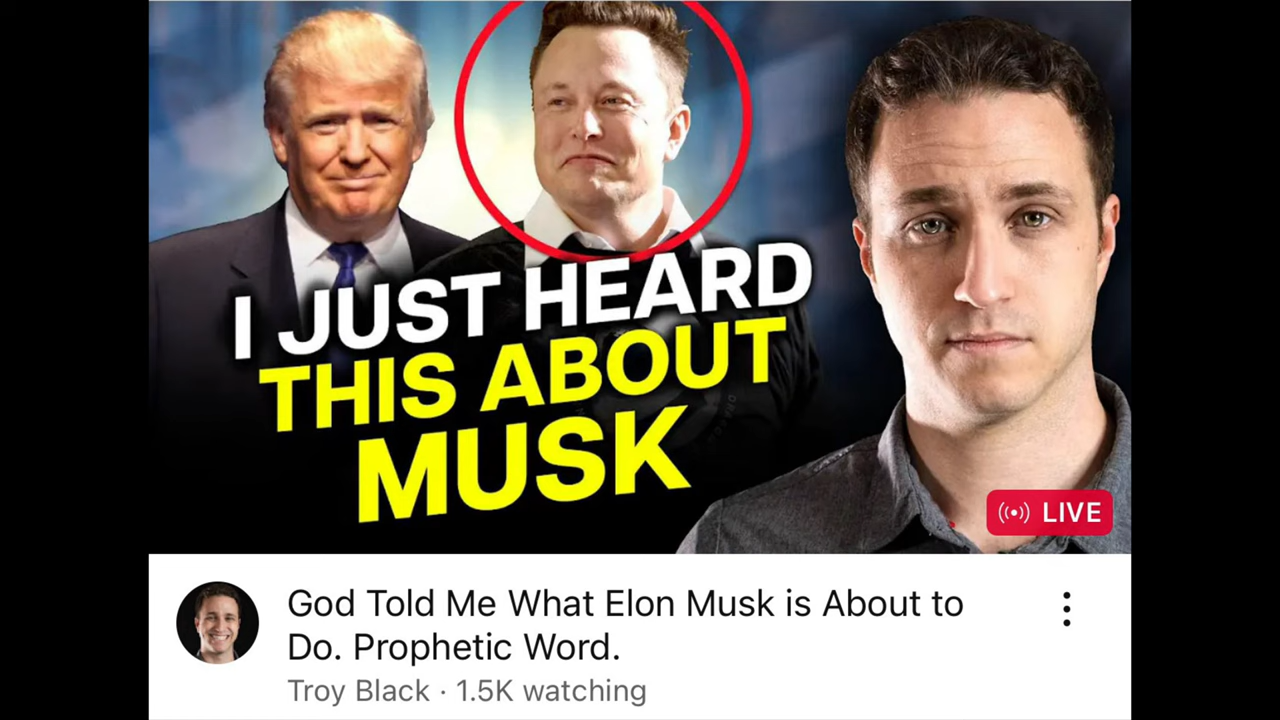 I JUST HEARD
THIS ABOUT
MUSK
LIVE
God Told Me What Elon Musk is About to
Do. Prophetic Word.
Troy Black · 1.5K watching